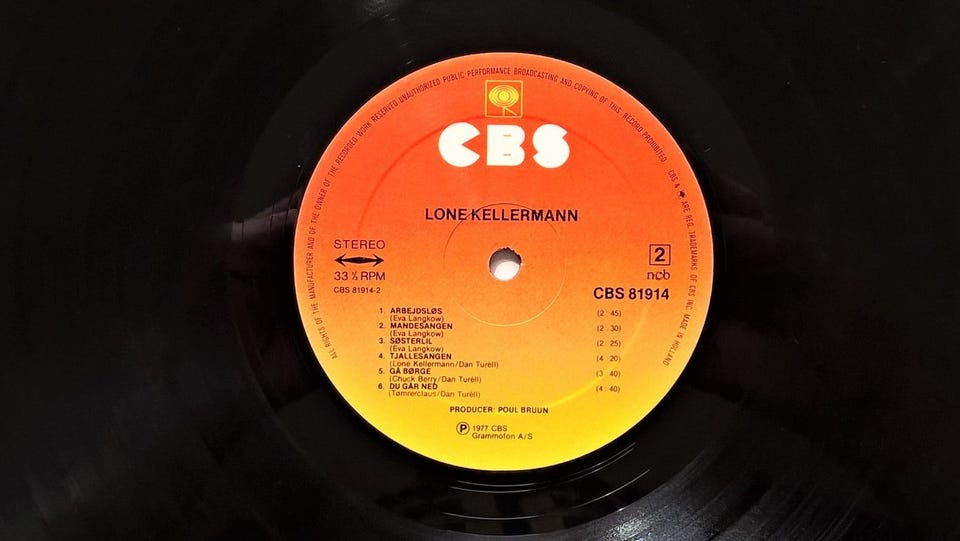 ALL RIGHTS OF THE MANUFACTURER AND OF THE OWNER OF THE RECORDED WORK RESERVED UNAUTHORIZED PUBLIC PERFORMANCE BROADCASTING AND COPYING OF THIS RECORD PROHIBITED. CBS & ARE REG. TRADEMARKS OF CBS INC. MADE IN HOLLAND
CBS
LONE KELLERMANN
STEREO
33 ⅓ RPM
CBS 81914-2
2
ncb
CBS 81914
1. ARBEJDSLØS (2 45)
(Eva Langkow)
2. MANDESANGEN (2 30)
(Eva Langkow)
3. SØSTERLIL (2 25)
(Eva Langkow)
4. TJALLESANGEN (4 20)
(Lone Kellermann/Dan Turéll)
5. GÅ BØRGE (3 40)
(Chuck Berry/Dan Turéll)
6. DU GÅR NED (4 40)
(Tømrerclaus/Dan Turéll)
PRODUCER: POUL BRUUN
Ⓟ 1977 CBS
Grammofon A/S